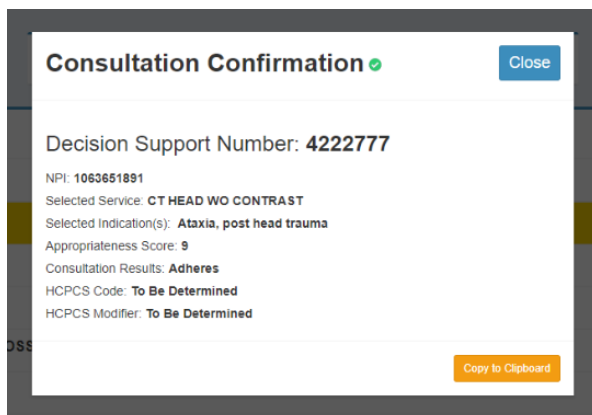 Consultation Confirmation
Close
Decision Support Number: 4222777
NPI: 1063651891
Selected Service: CT HEAD WO CONTRAST
Selected Indication(s): Ataxia, post head trauma
Appropriateness Score: 9
Consultation Results: Adheres
HCPCS Code: To Be Determined
HCPCS Modifier: To Be Determined
OSS
Copy to Clipboard